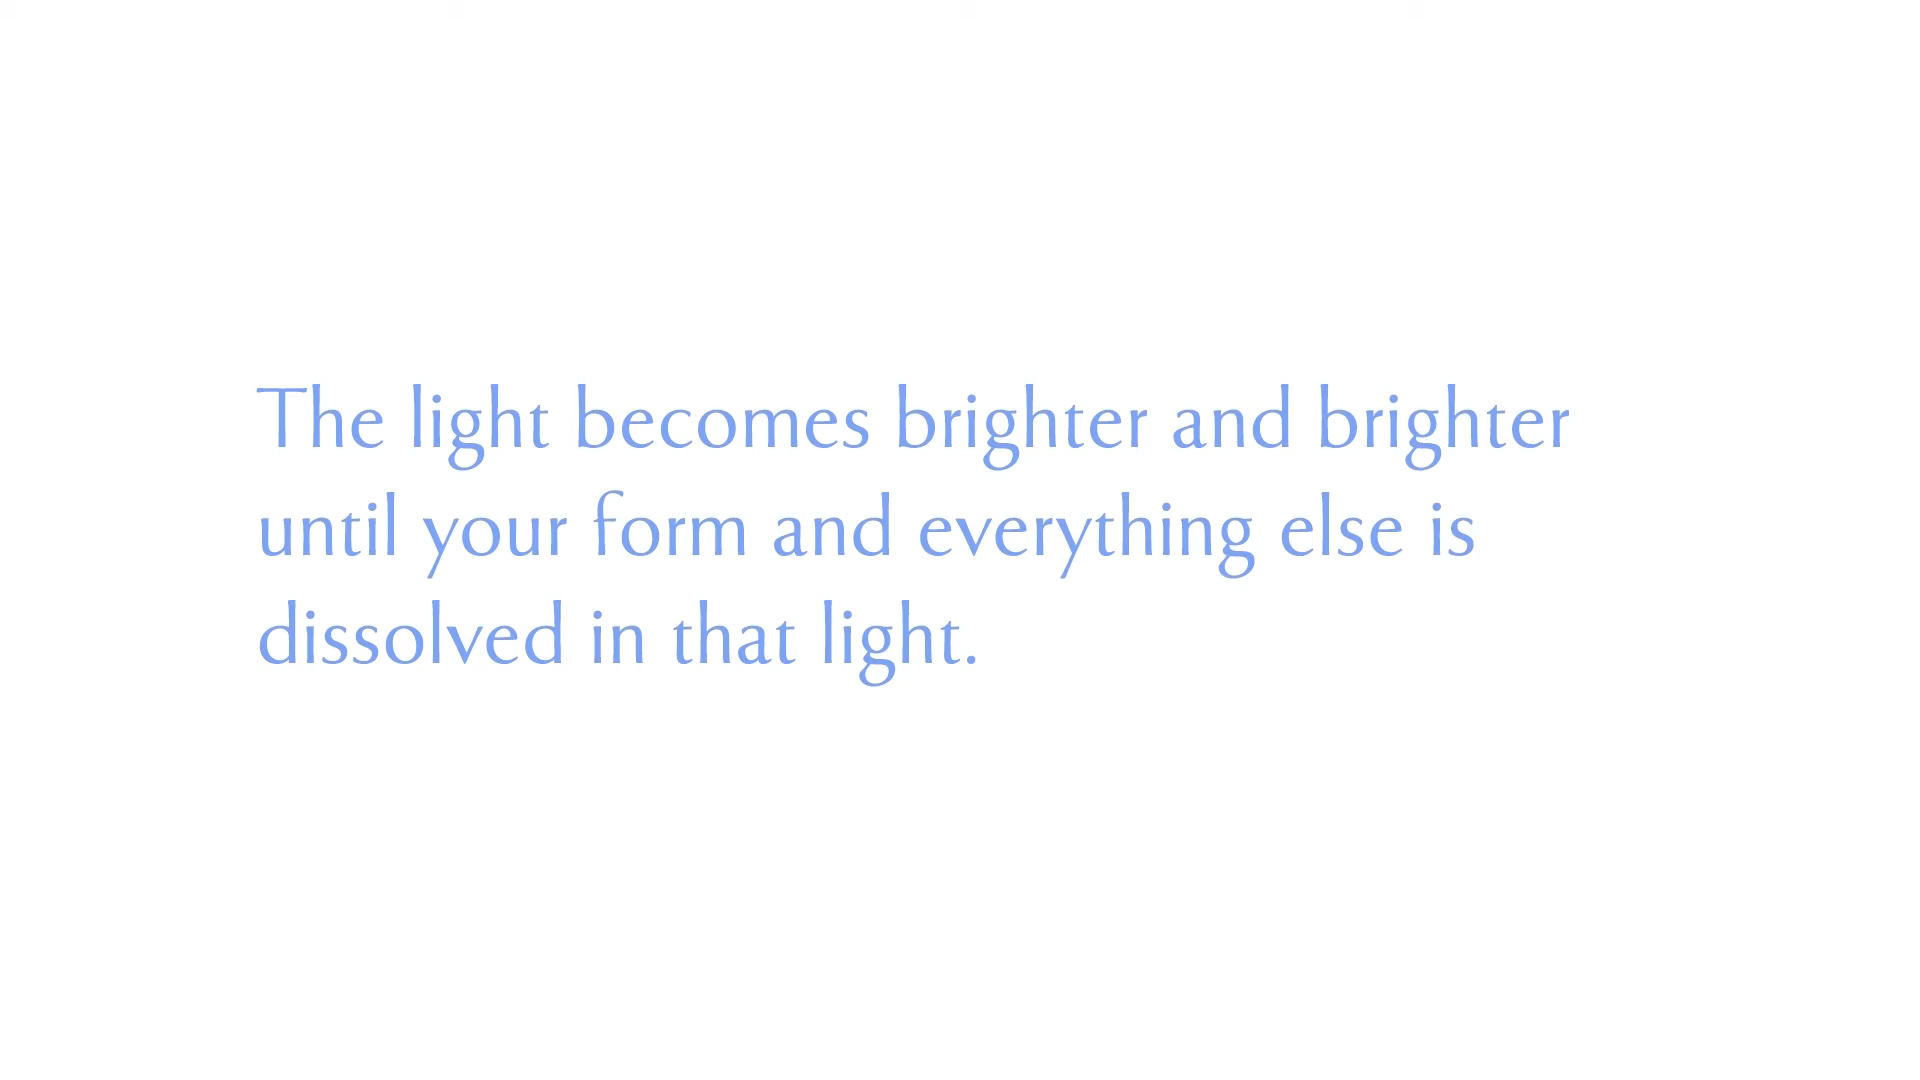 The light becomes brighter and brighter
until your form and everything else is
dissolved in that light.